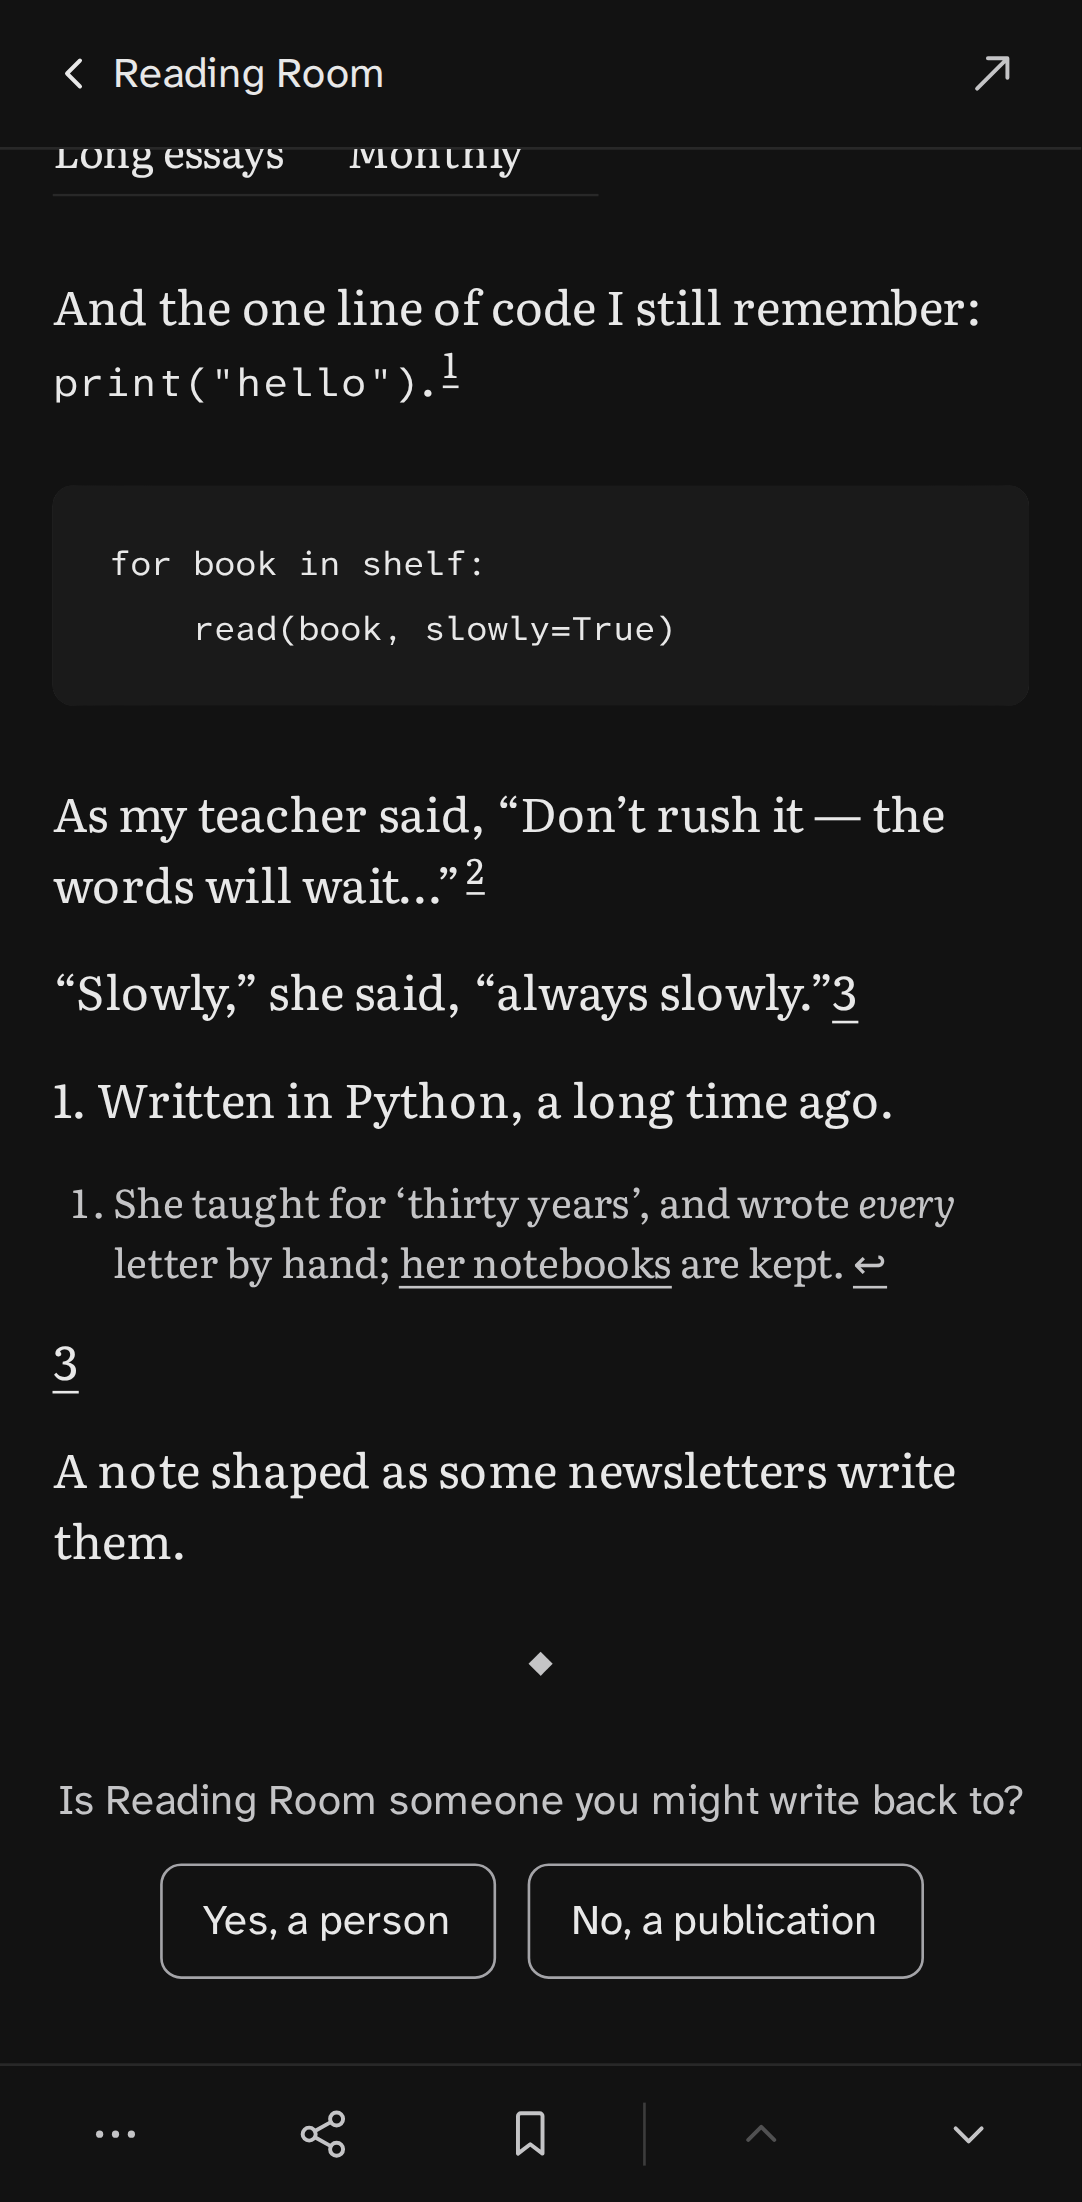 Reading Room
Long essays Monthly
And the one line of code I still remember:
print("hello").1
for book in shelf:
    read(book, slowly=True)
As my teacher said, “Don’t rush it — the
words will wait…” 2
“Slowly,” she said, “always slowly.”3
1. Written in Python, a long time ago.
1. She taught for ‘thirty years’, and wrote every
letter by hand; her notebooks are kept. ↩
3
A note shaped as some newsletters write
them.
Is Reading Room someone you might write back to?
Yes, a person
No, a publication